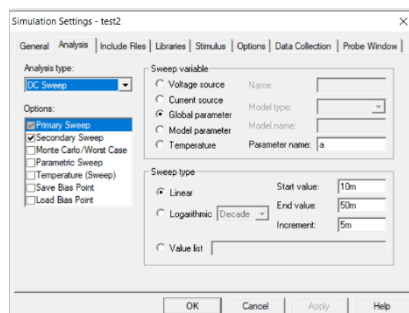 Simulation Settings - test2
General Analysis Include Files Libraries Stimulus Options Data Collection Probe Window
Analysis type:
DC Sweep
Options:
Primary Sweep
Secondary Sweep
Monte Carlo/Worst Case
Parametric Sweep
Temperature (Sweep)
Save Bias Point
Load Bias Point
Sweep variable
Voltage source
Name:
Current source
Model type:
Global parameter
Model parameter
Model name:
Temperature
Parameter name: a
Sweep type
Linear
Logarithmic Decade
Value list
Start value: 10m
End value: 50m
Increment: 5m
OK Cancel Apply Help